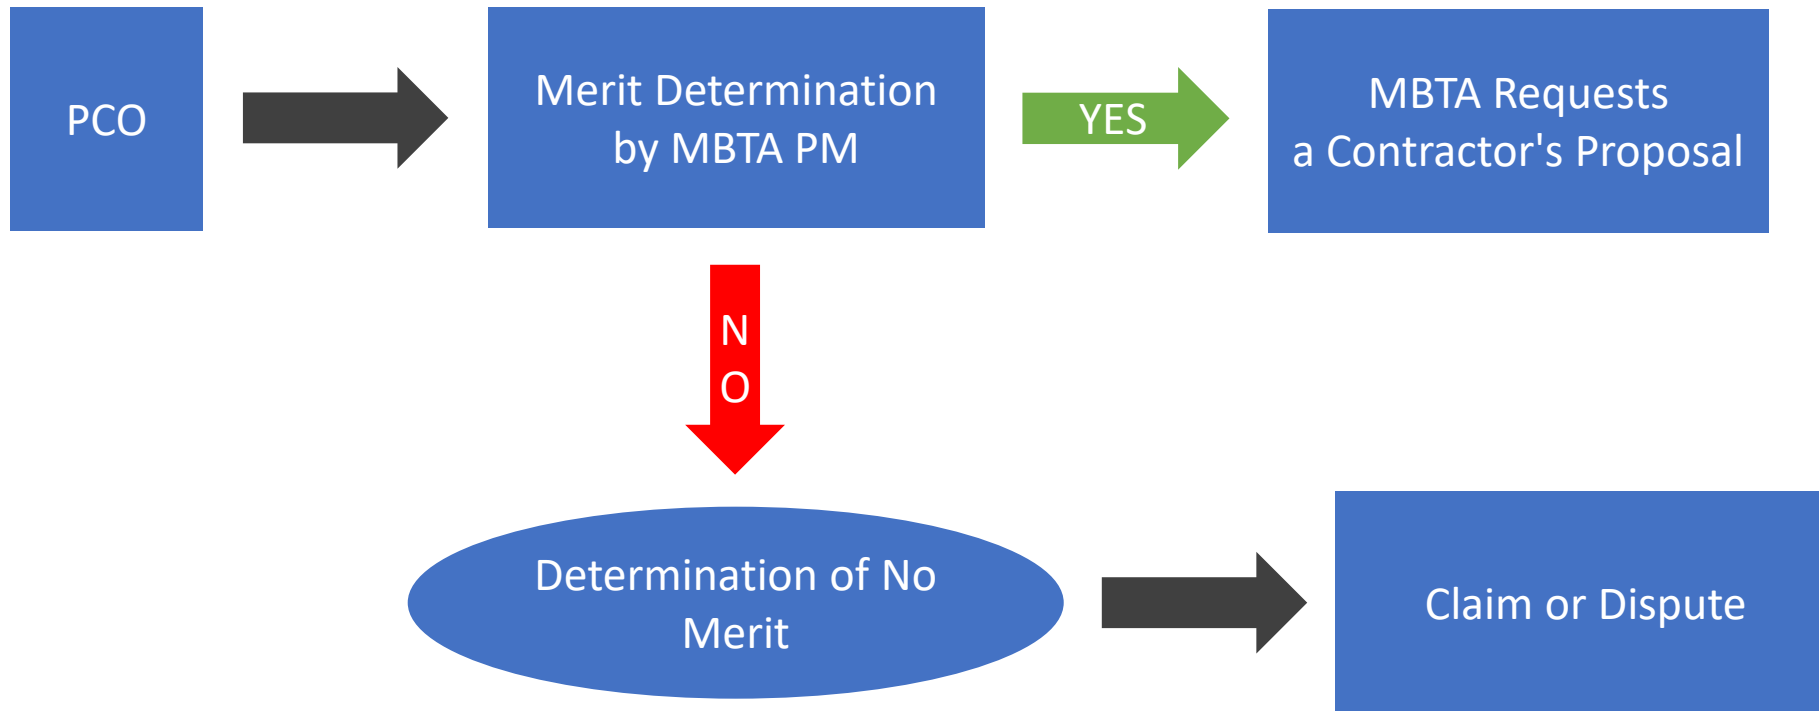 PCO
Merit Determination
by MBTA PM
YES
MBTA Requests
a Contractor's Proposal
N
O
Determination of No
Merit
Claim or Dispute